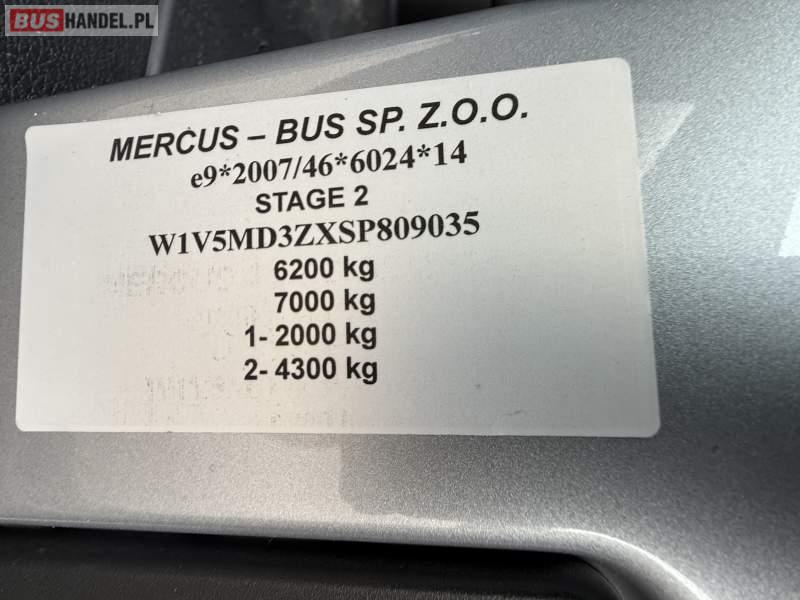 BUSHANDEL.PL
MERCUS – BUS SP. Z.O.O.
e9*2007/46*6024*14
STAGE 2
W1V5MD3ZXSP809035
6200 kg
7000 kg
1- 2000 kg
2- 4300 kg